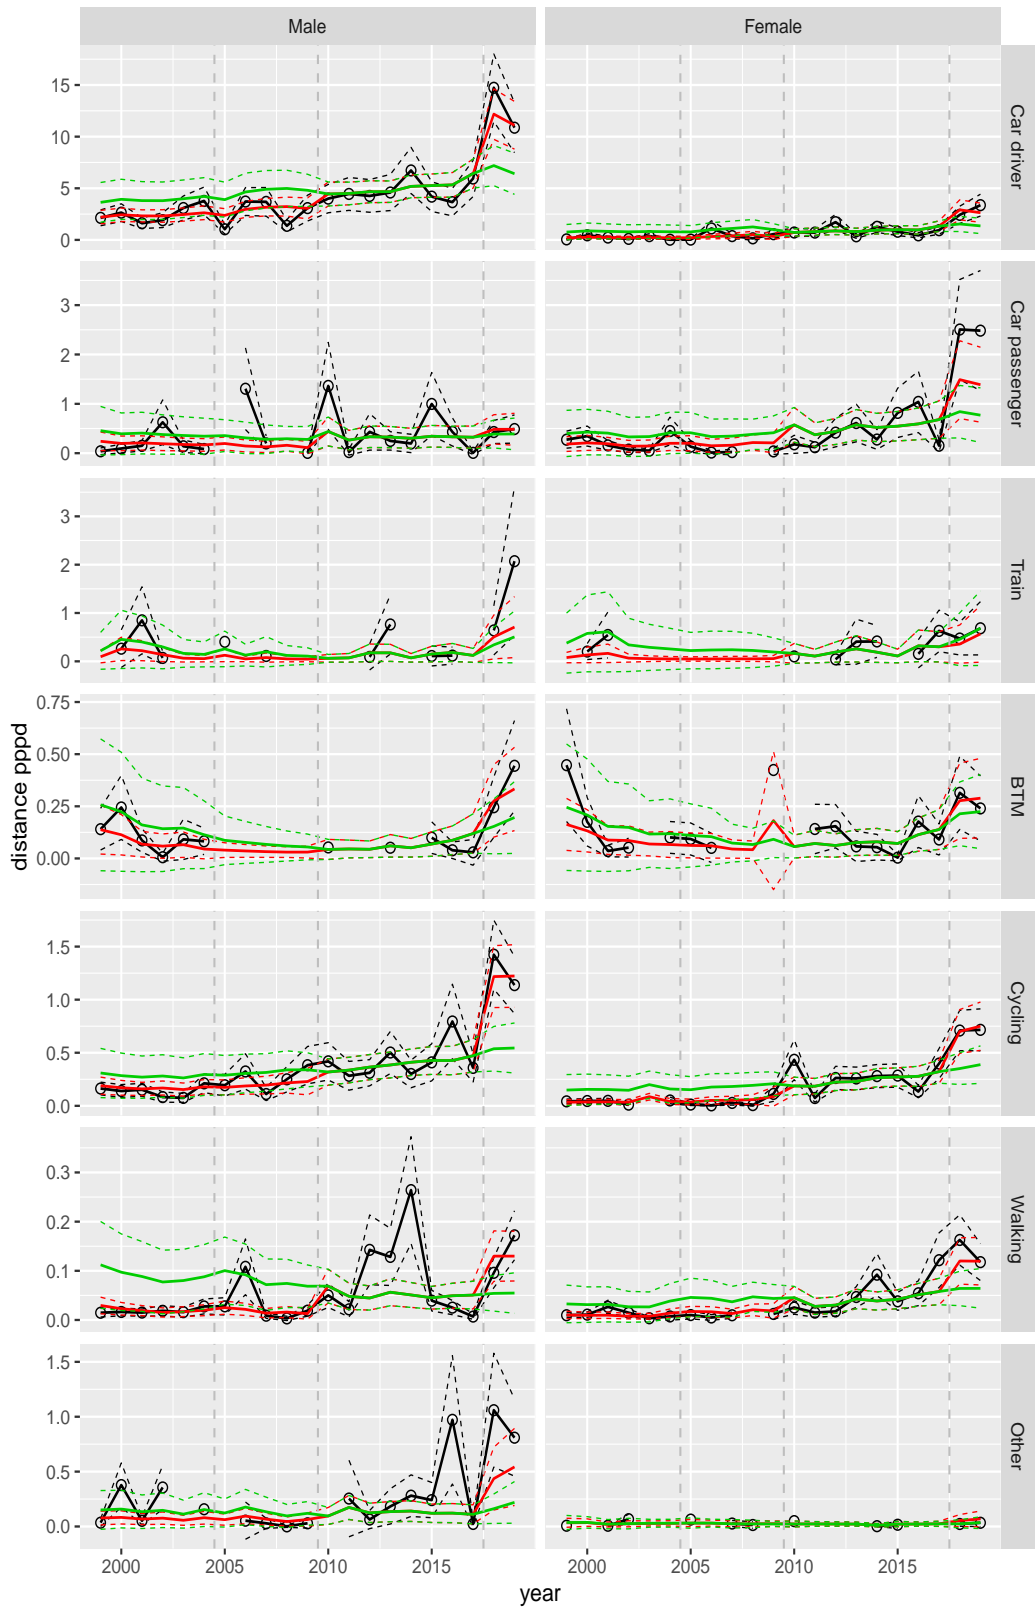 Male Female
15
10
5
0
Car driver
3
2
1
0
Car passenger
3
2
1
0
Train
0.75
0.50
0.25
0.00
BTM
distance pppd
1.5
1.0
0.5
0.0
Cycling
0.3
0.2
0.1
0.0
Walking
1.5
1.0
0.5
0.0
Other
2000 2005 2010 2015 2000 2005 2010 2015
year